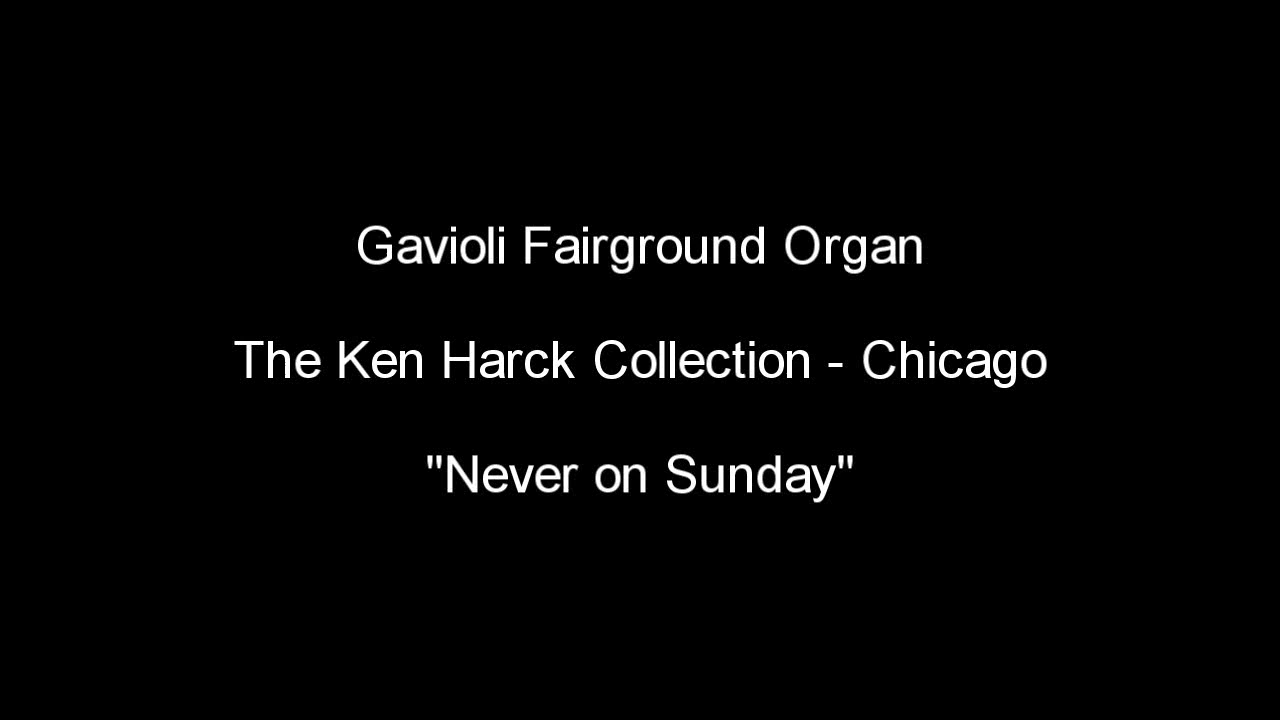 Gavioli Fairground Organ
The Ken Harck Collection - Chicago
"Never on Sunday"